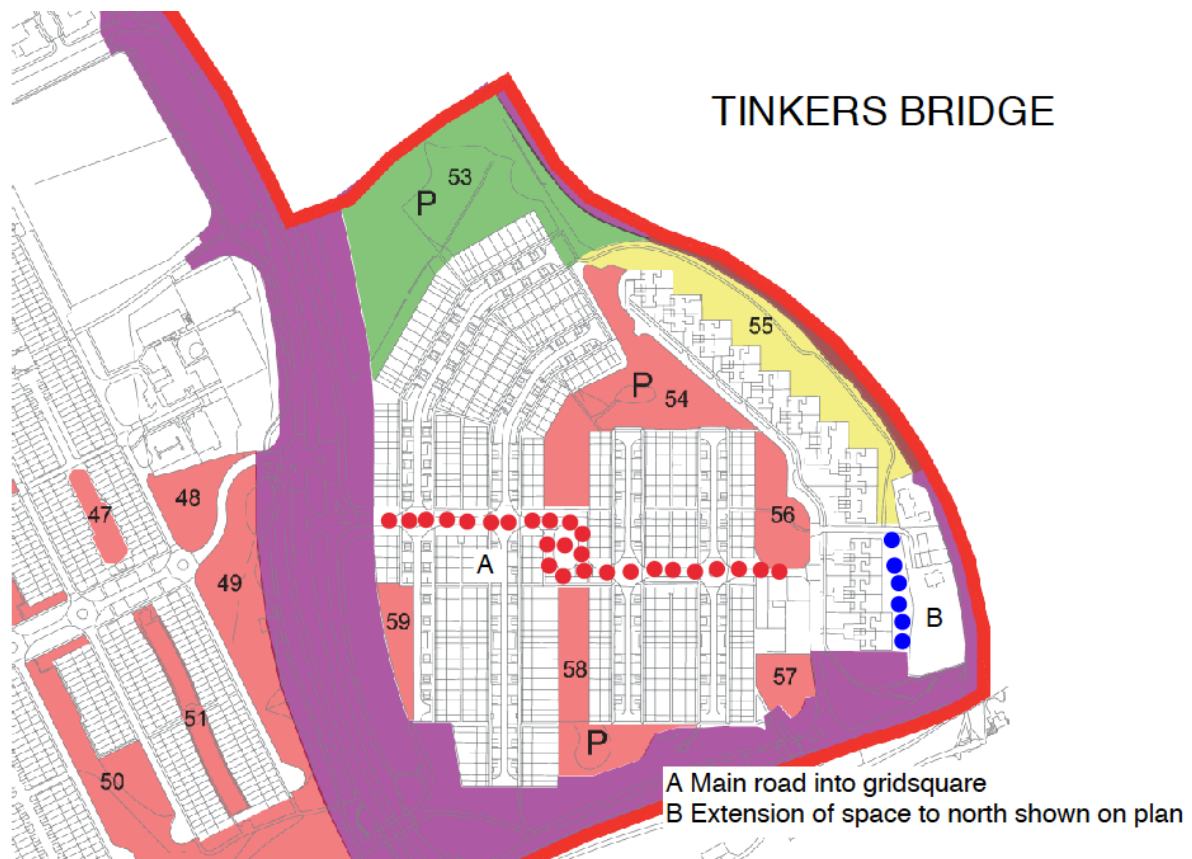 TINKERS BRIDGE
53
P
55
P
54
48
47
56
A
49
B
59
58
57
51
P
50
A Main road into gridsquare
B Extension of space to north shown on plan